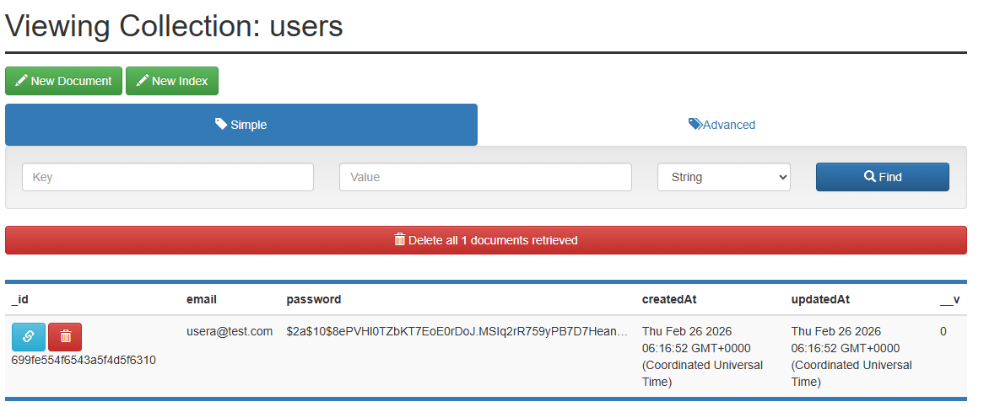 Viewing Collection: users
New Document New Index
Simple Advanced
Key Value String Find
Delete all 1 documents retrieved
_id email password createdAt updatedAt __v
usera@test.com $2a$10$8ePVHI0TZbKT7EoE0rDoJ.MSIq2rR759yPB7D7Hean… Thu Feb 26 2026 Thu Feb 26 2026 0
06:16:52 GMT+0000 06:16:52 GMT+0000
699fe554f6543a5f4d5f6310 (Coordinated Universal (Coordinated Universal
Time) Time)